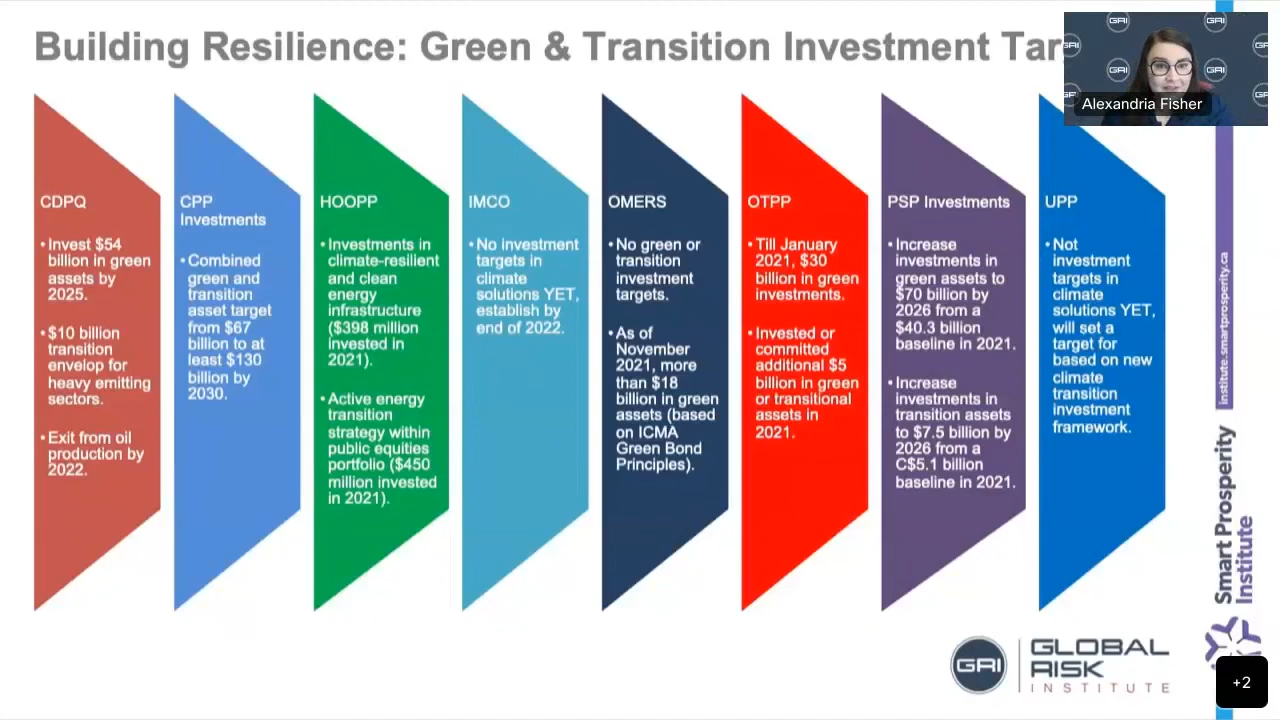 Building Resilience: Green & Transition Investment Tar
GRI
GRI
GRI
GRI
GRI
GRI
Alexandria Fisher
CDPQ
• Invest $54
billion in green
assets by
2025.
• $10 billion
transition
envelop for
heavy emitting
sectors.
• Exit from oil
production by
2022.
CPP
Investments
• Combined
green and
transition
asset target
from $67
billion to at
least $130
billion by
2030.
HOOPP
• Investments in
climate-resilient
and clean
energy
infrastructure
($398 million
invested in
2021).
• Active energy
transition
strategy within
public equities
portfolio ($450
million invested
in 2021).
IMCO
• No investment
targets in
climate
solutions YET,
establish by
end of 2022.
OMERS
• No green or
transition
investment
targets.
• As of
November
2021, more
than $18
billion in green
assets (based
on ICMA
Green Bond
Principles).
OTPP
• Till January
2021, $30
billion in green
investments.
• Invested or
committed
additional $5
billion in green
or transitional
assets in
2021.
PSP Investments
• Increase
investments in
green assets to
$70 billion by
2026 from a
$40.3 billion
baseline in 2021.
• Increase
investments in
transition assets
to $7.5 billion by
2026 from a
C$5.1 billion
baseline in 2021.
UPP
• Not
investment
targets in
climate
solutions YET,
will set a
target for
based on new
climate
transition
investment
framework.
institute.smartprosperity.ca
Smart Prosperity
Institute
GRI
GLOBAL
RISK
INSTITUTE
+2